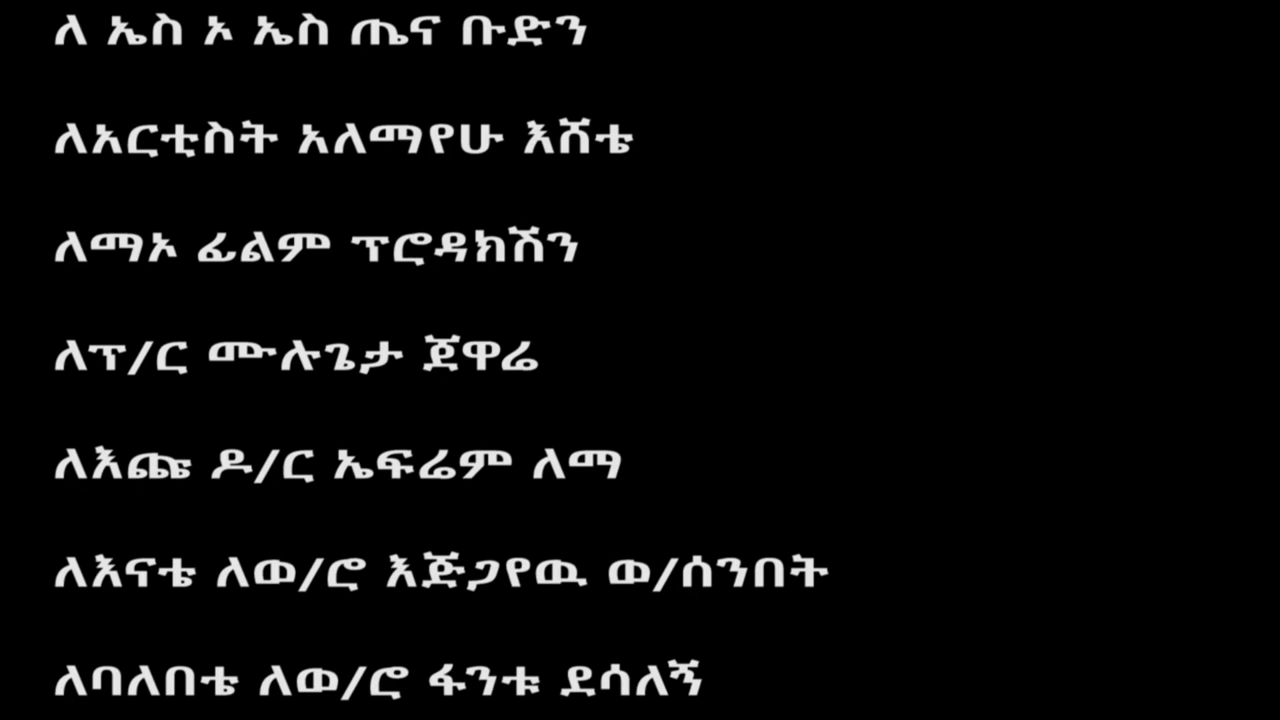 ለ ኤስ ኦ ኤስ ጤና ቡድን
ለአርቲስት አለማየሁ እሸቴ
ለማኦ ፊልም ፕሮዳክሽን
ለፕ/ር ሙሉጌታ ጀዋሬ
ለእጩ ዶ/ር ኤፍሬም ለማ
ለእናቴ ለወ/ሮ እጅጋየዉ ወ/ሰንበት
ለባለበቴ ለወ/ሮ ፋንቱ ደሳለኝ